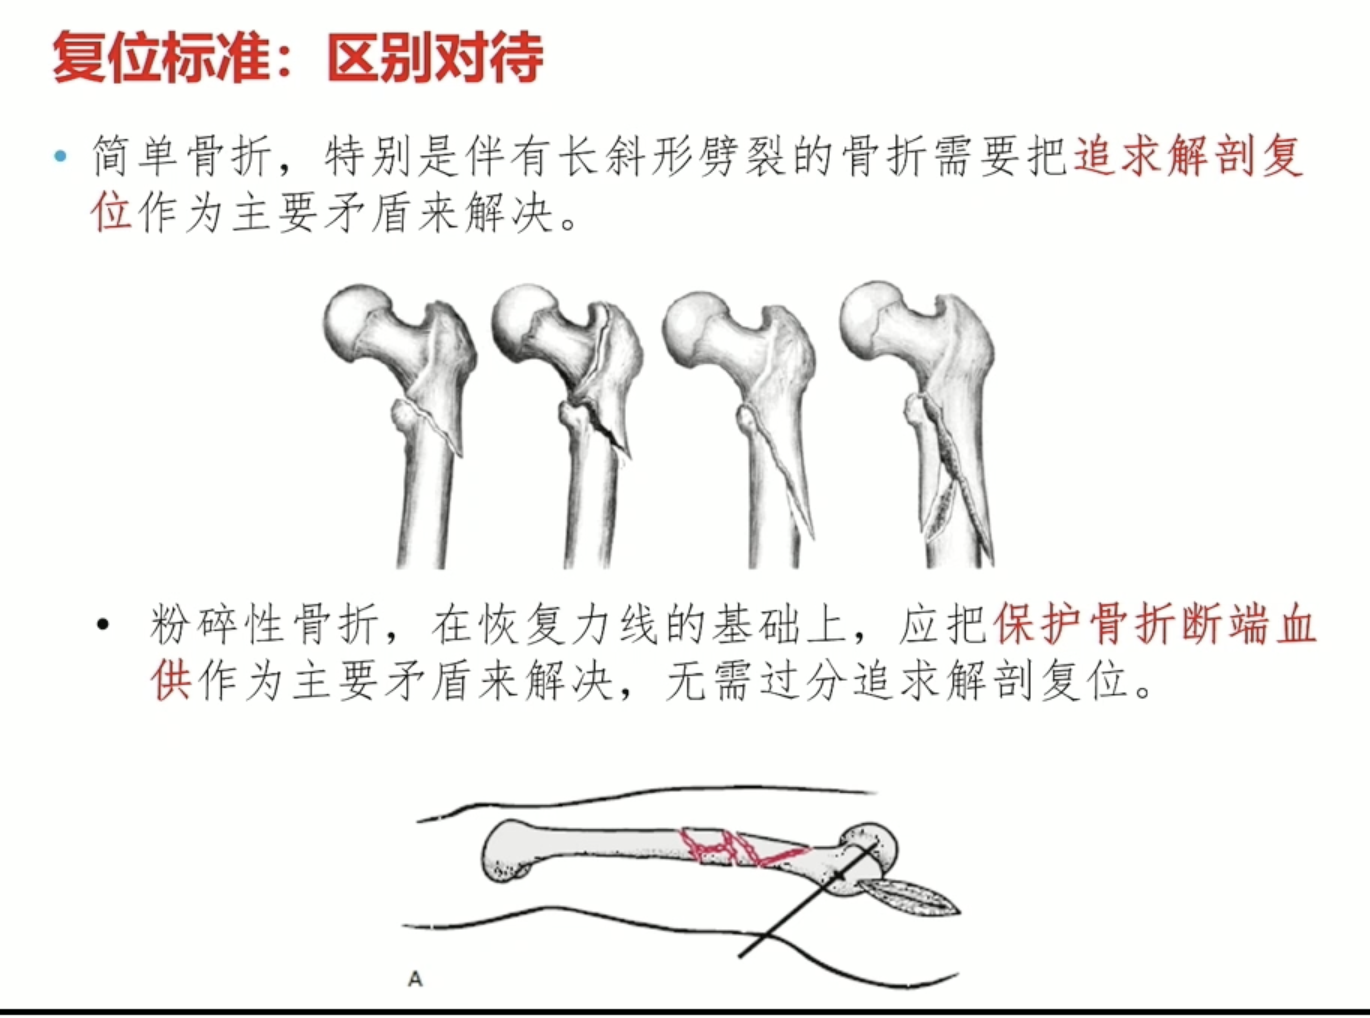 复位标准：区别对待
• 简单骨折，特别是伴有长斜形劈裂的骨折需要把追求解剖复
位作为主要矛盾来解决。
• 粉碎性骨折，在恢复力线的基础上，应把保护骨折断端血
供作为主要矛盾来解决，无需过分追求解剖复位。
A